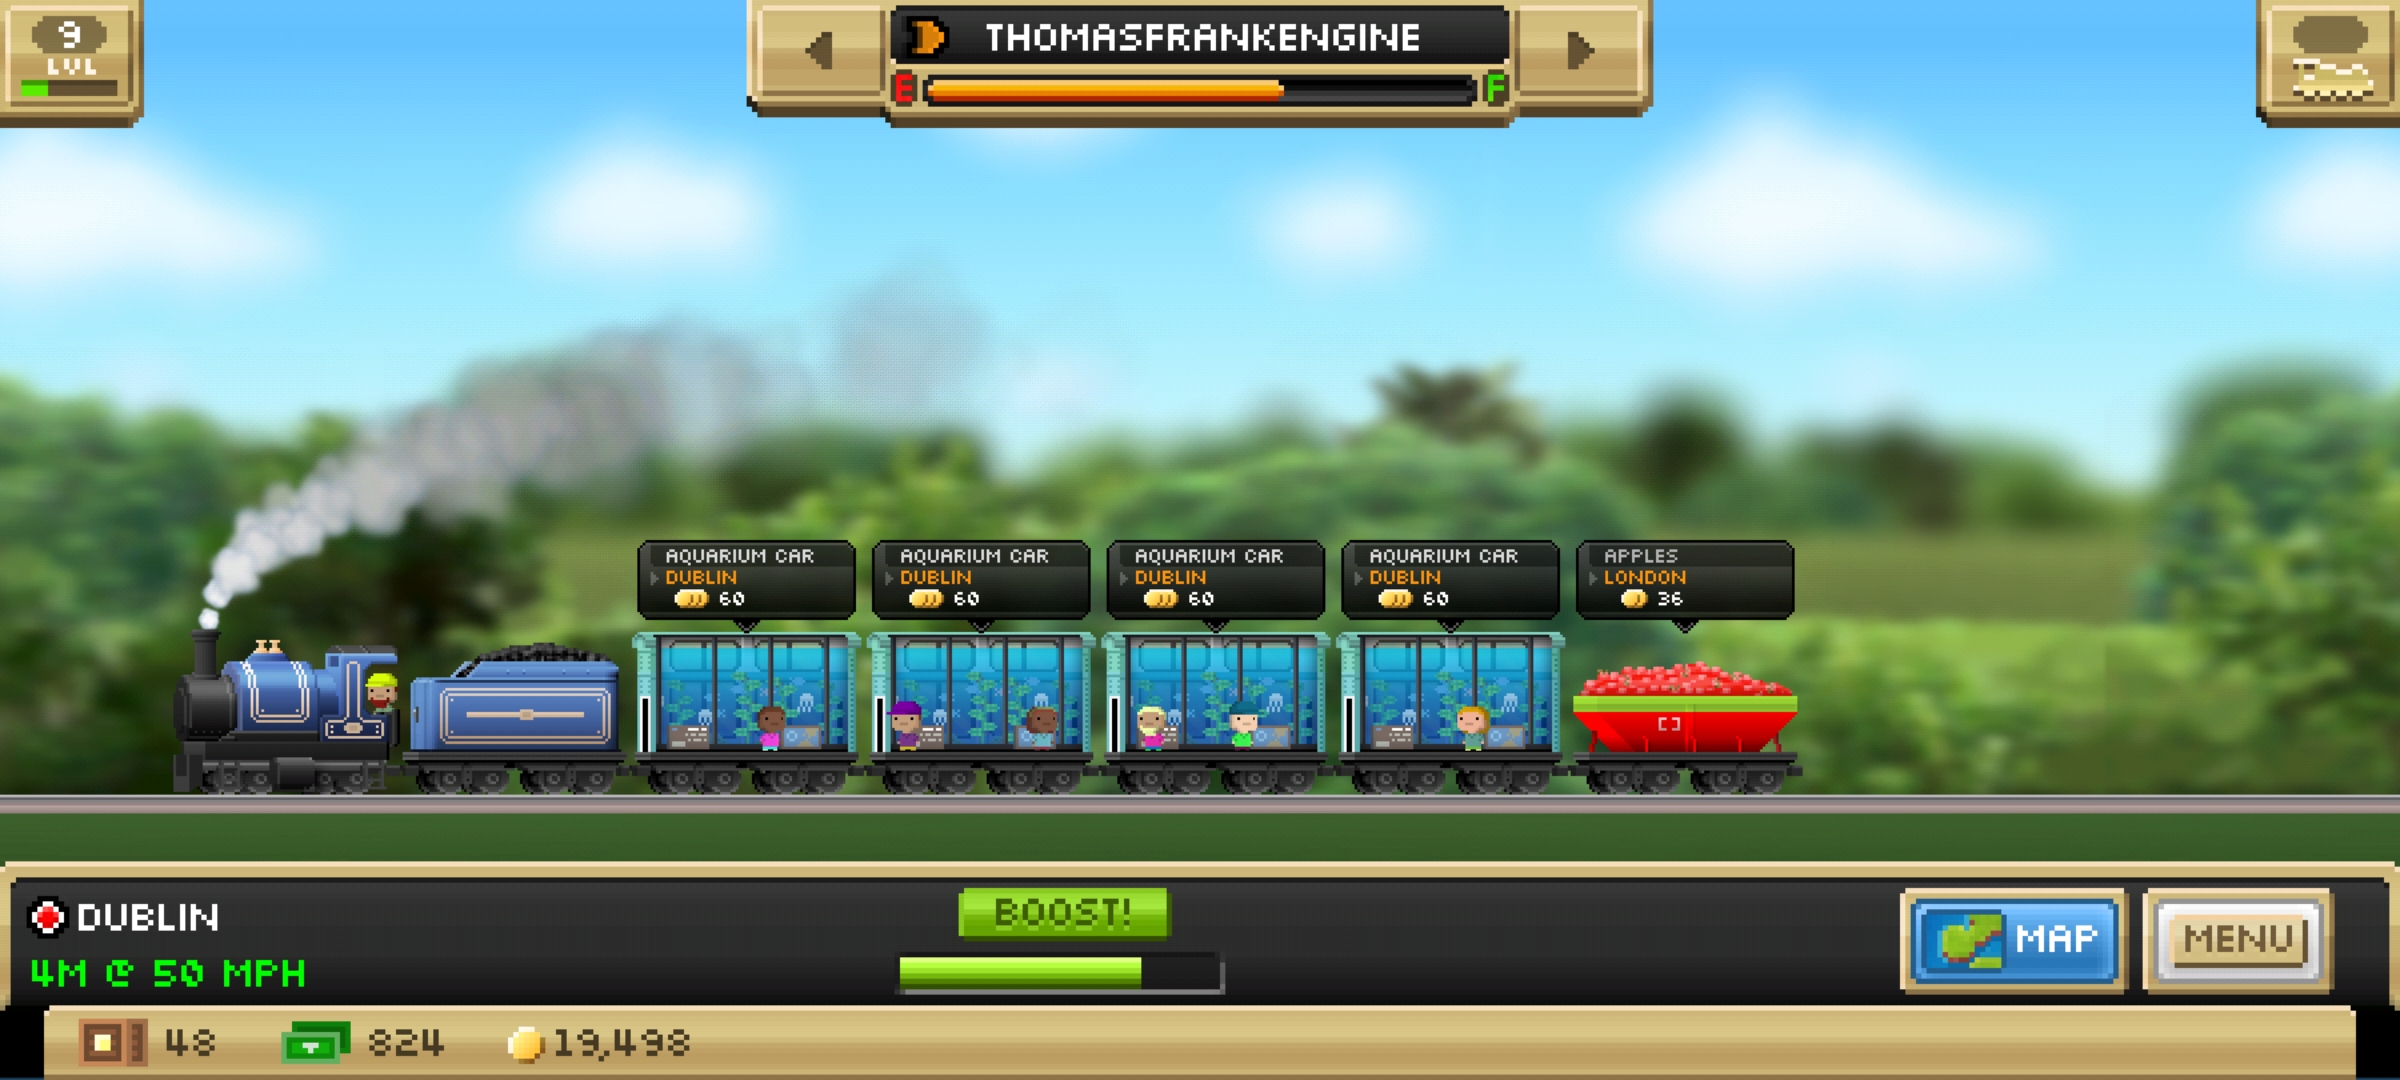 9
LVL
THOMASFRANKENGINE
E F
AQUARIUM CAR
DUBLIN
60
AQUARIUM CAR
DUBLIN
60
AQUARIUM CAR
DUBLIN
60
AQUARIUM CAR
DUBLIN
60
APPLES
LONDON
36
DUBLIN
4M @ 50 MPH
BOOST!
MAP
MENU
48
824
19,498